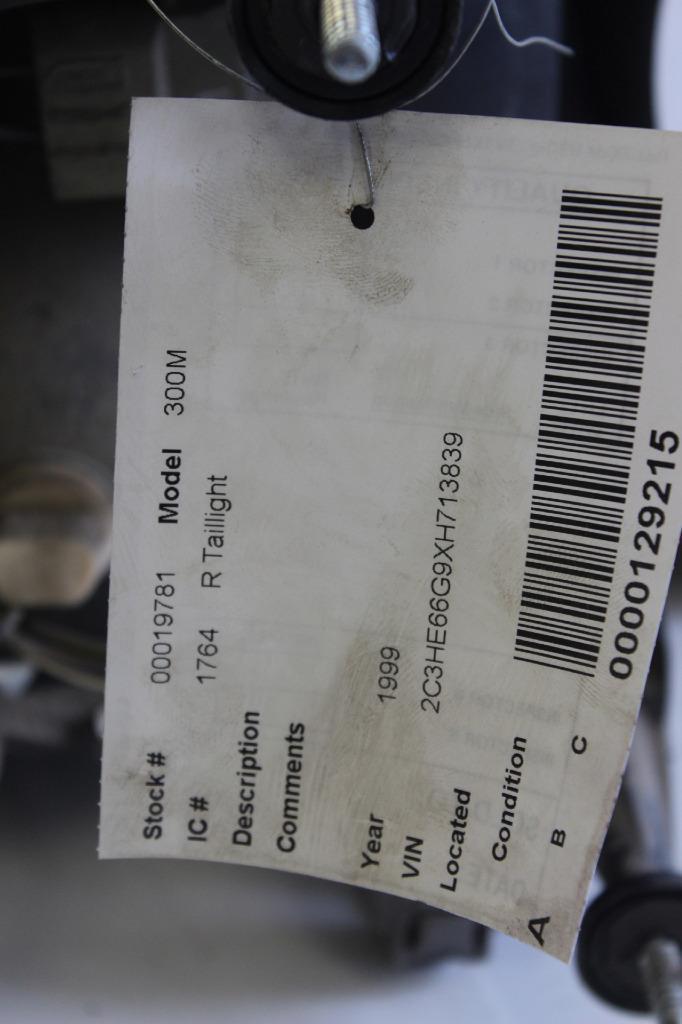 Stock # 00019781 Model 300M
IC # 1764 R Taillight
Description
Comments
Year 1999
VIN 2C3HE66G9XH713839
Located
Condition
A B C
0000129215